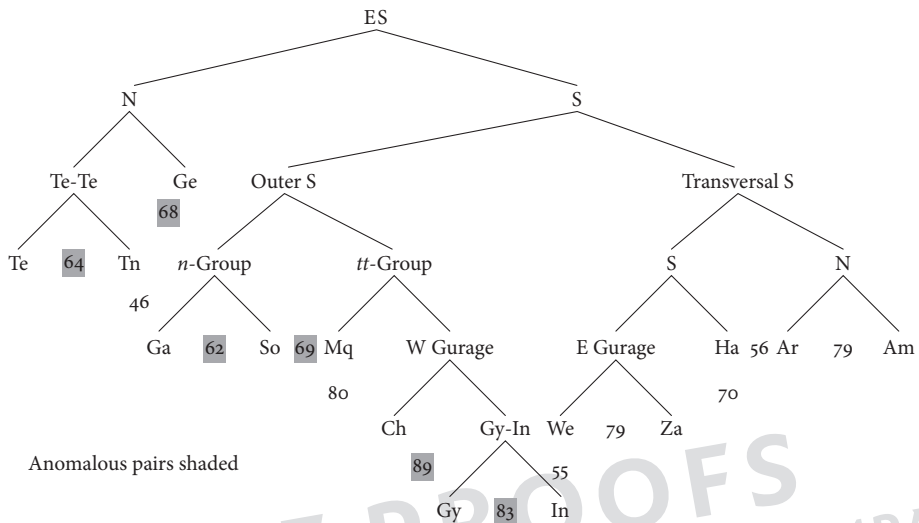 ES
N S
Te-Te Ge Outer S Transversal S
68
Te 64 Tn n-Group tt-Group S N
46
Ga 62 So 69 Mq W Gurage E Gurage Ha 56 Ar 79 Am
80 70
Ch Gy-In We 79 Za
Anomalous pairs shaded 89 55
Gy 83 In
PROOFS